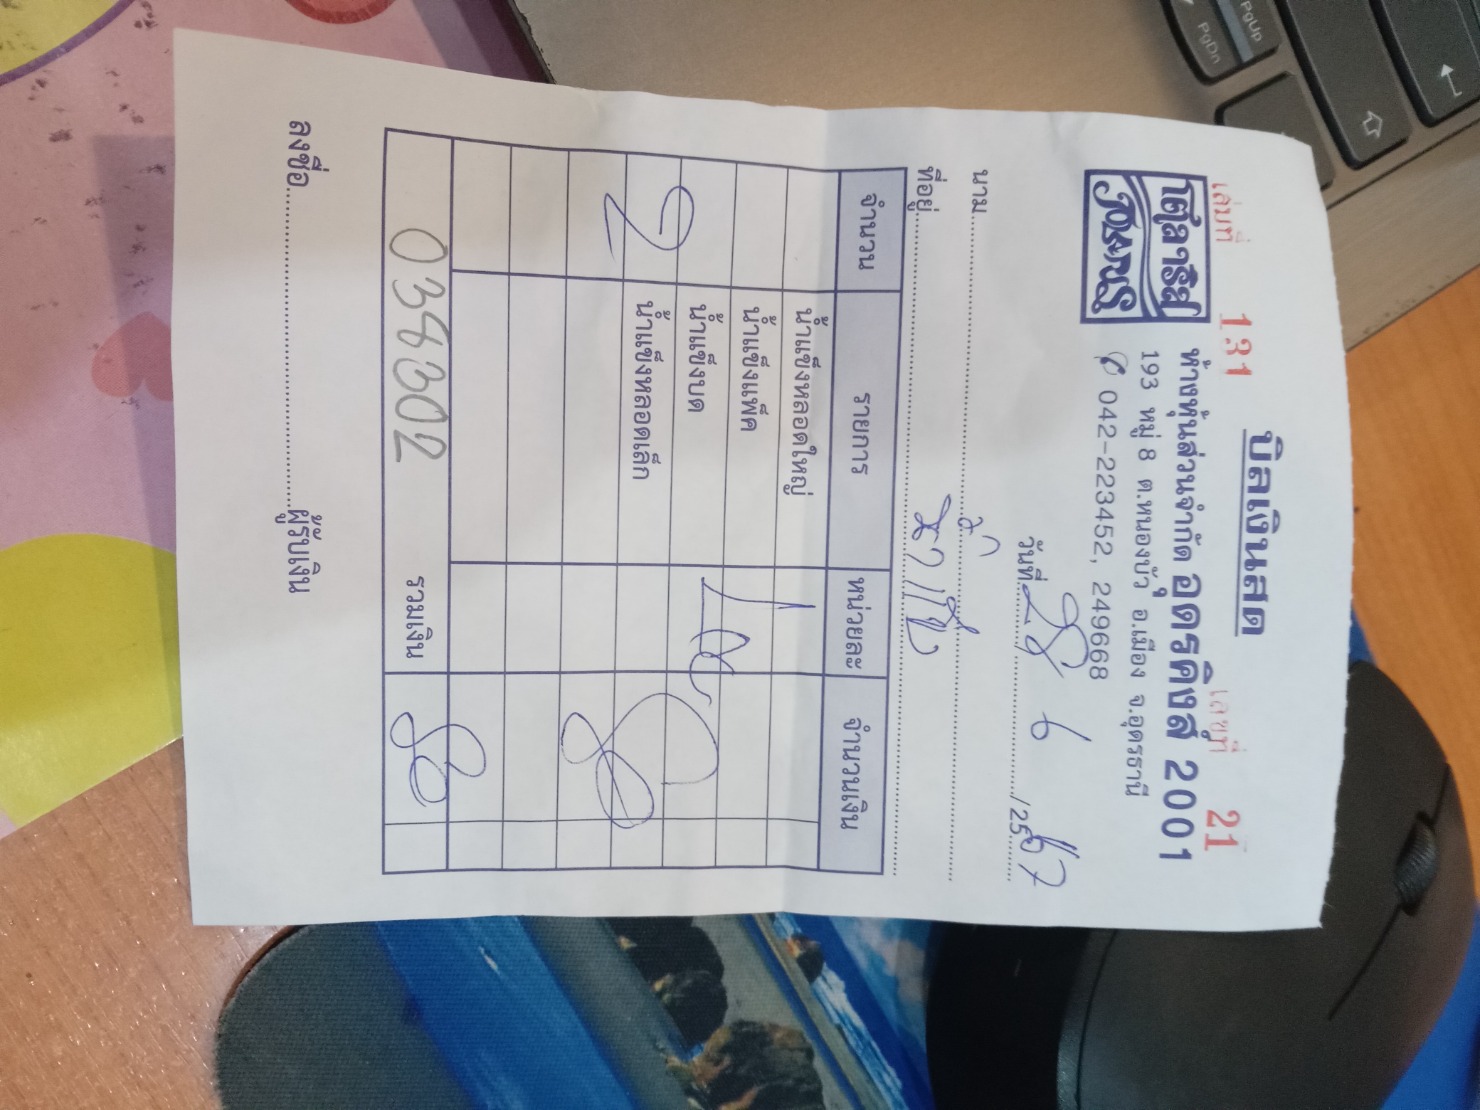 บิลเงินสด
เล่มที่ 131 เลขที่ 21
โตลาริส
POLARIS
ห้างหุ้นส่วนจำกัด อุดรคิงส์ 2001
193 หมู่ 8 ต.หนองบัว อ.เมือง จ.อุดรธานี
042-223452, 249668
วันที่ 28 6 /2567
นาม
ที่อยู่
จำนวน รายการ หน่วยละ จำนวนเงิน
น้ำแข็งหลอดใหญ่
น้ำแข็งแพ็ค
น้ำแข็งบด
2 น้ำแข็งหลอดเล็ก 80
รวมเงิน 80
ลงชื่อ ผู้รับเงิน
PgUp
PgDn